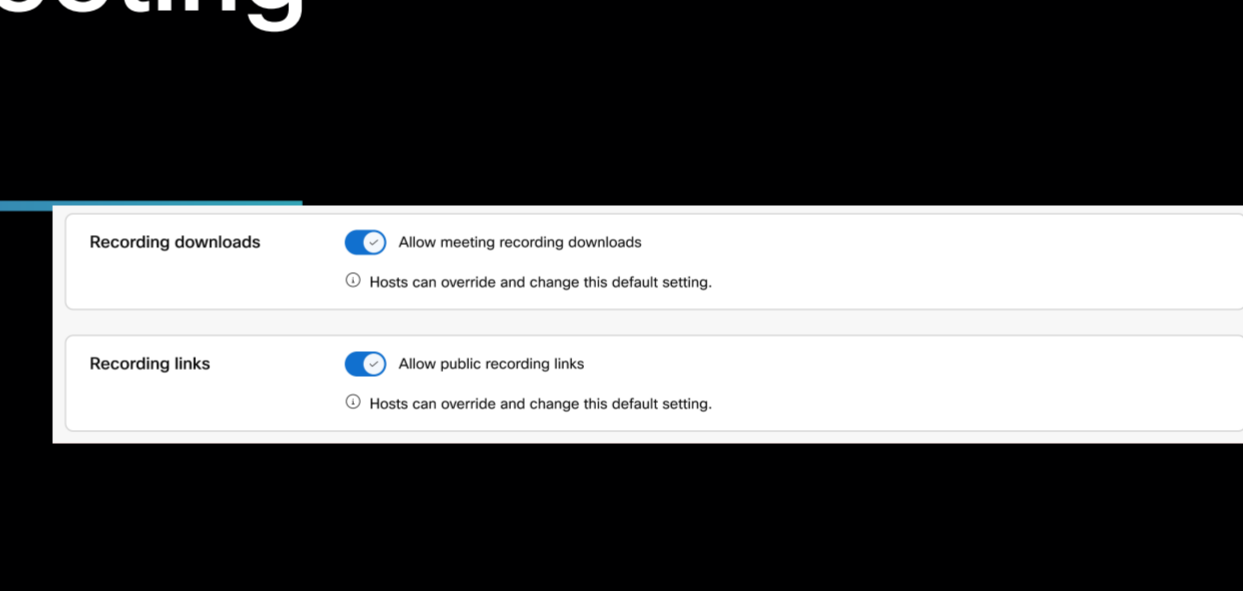 Recording downloads
Allow meeting recording downloads
Hosts can override and change this default setting.
Recording links
Allow public recording links
Hosts can override and change this default setting.